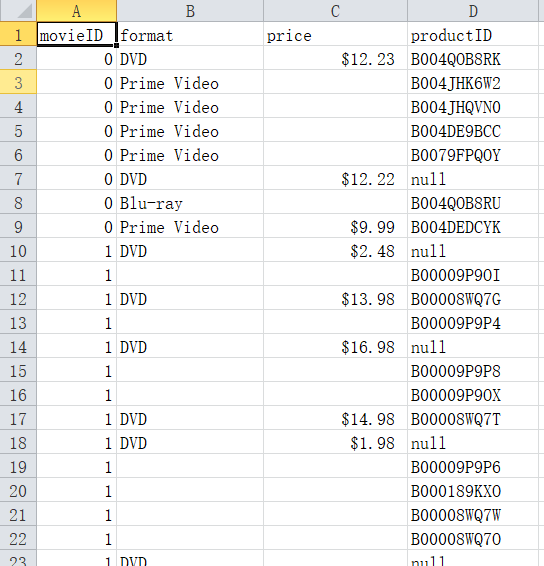 A B C D
1 movieID format price productID
2 0 DVD $12.23 B004QOB8RK
3 0 Prime Video B004JHK6W2
4 0 Prime Video B004JHQVN0
5 0 Prime Video B004DE9BCC
6 0 Prime Video B0079FPQOY
7 0 DVD $12.22 null
8 0 Blu-ray B004QOB8RU
9 0 Prime Video $9.99 B004DEDCYK
10 1 DVD $2.48 null
11 1 B00009P9OI
12 1 DVD $13.98 B00008WQ7G
13 1 B00009P9P4
14 1 DVD $16.98 null
15 1 B00009P9P8
16 1 B00009P9OX
17 1 DVD $14.98 B00008WQ7T
18 1 DVD $1.98 null
19 1 B00009P9P6
20 1 B000189KXO
21 1 B00008WQ7W
22 1 B00008WQ7O
23 1 DVD null